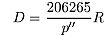 D = \frac{206265}{p''} R